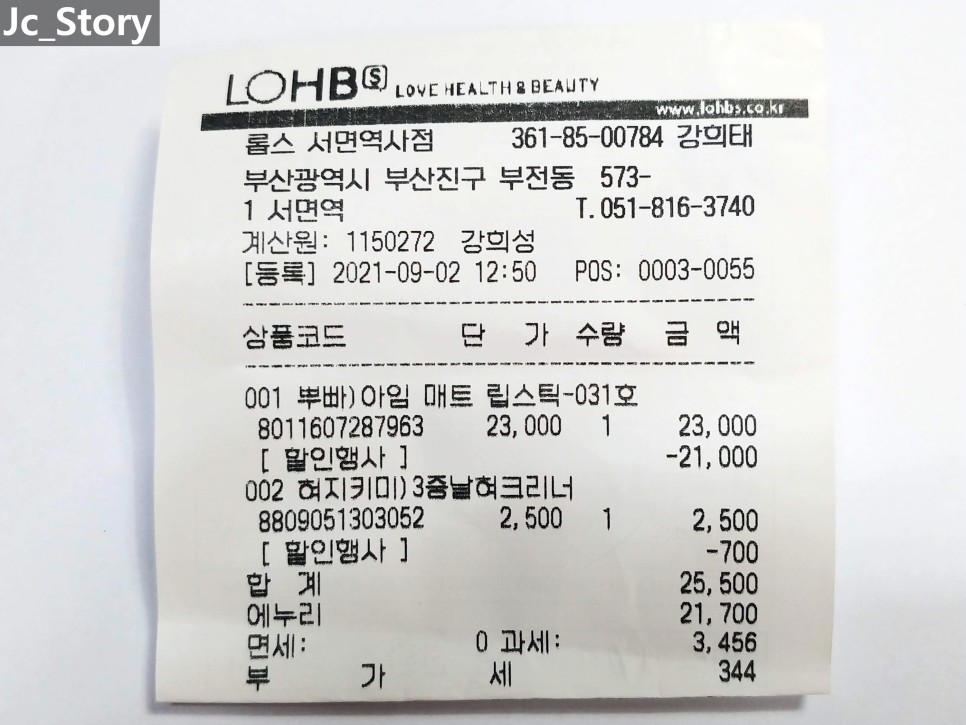 Jc_Story
LOHBS LOVE HEALTH & BEAUTY
www.lohbs.co.kr
롭스 서면역사점 361-85-00784 강희태
부산광역시 부산진구 부전동 573-
1 서면역 T.051-816-3740
계산원: 1150272 강희성
[등록] 2021-09-02 12:50 POS: 0003-0055
상품코드 단 가 수량 금 액
001 뿌빠)아임 매트 립스틱-031호
8011607287963 23,000 1 23,000
[ 할인행사 ] -21,000
002 혀지키미)3중날혀크리너
8809051303052 2,500 1 2,500
[ 할인행사 ] -700
합 계 25,500
에누리 21,700
면세: 0 과세: 3,456
부 가 세 344